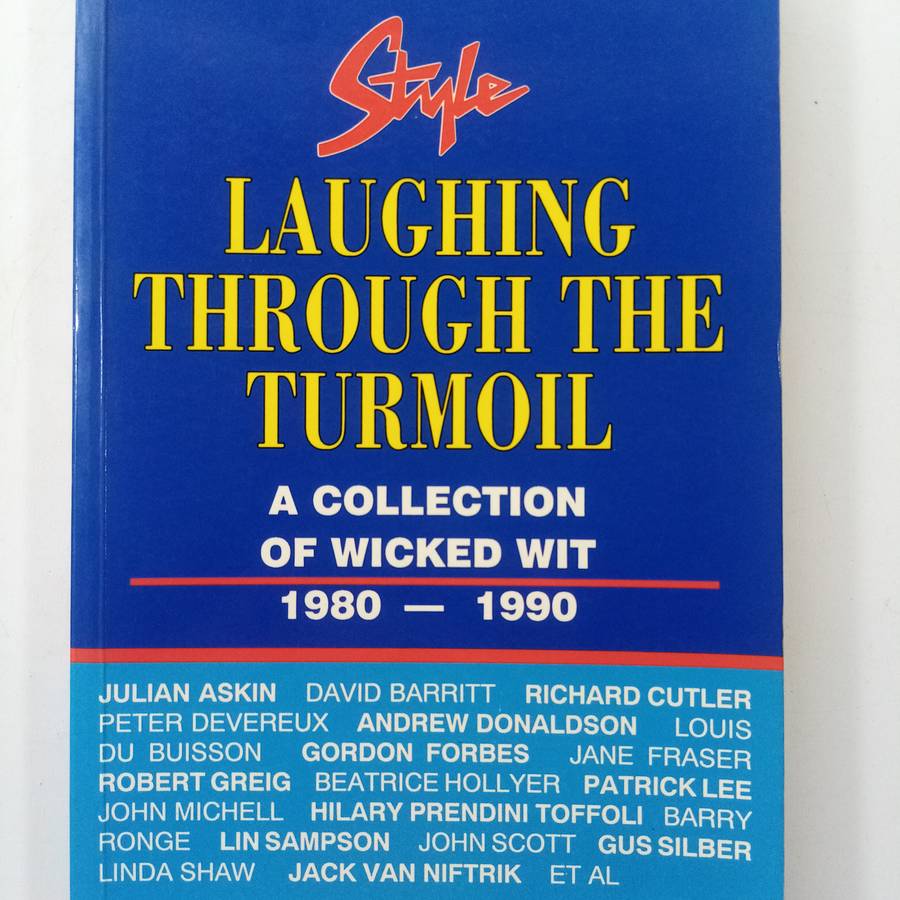 Style
LAUGHING
THROUGH THE
TURMOIL
A COLLECTION
OF WICKED WIT
1980 — 1990
JULIAN ASKIN DAVID BARRITT RICHARD CUTLER
PETER DEVEREUX ANDREW DONALDSON LOUIS
DU BUISSON GORDON FORBES JANE FRASER
ROBERT GREIG BEATRICE HOLLYER PATRICK LEE
JOHN MICHELL HILARY PRENDINI TOFFOLI BARRY
RONGE LIN SAMPSON JOHN SCOTT GUS SILBER
LINDA SHAW JACK VAN NIFTRIK ET AL